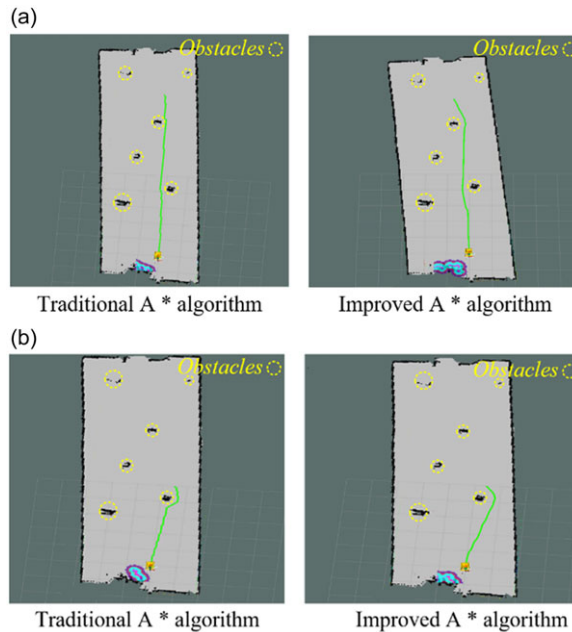 (a)
Obstacles
Obstacles
Traditional A * algorithm
Improved A * algorithm
(b)
Obstacles
Obstacles
Traditional A * algorithm
Improved A * algorithm